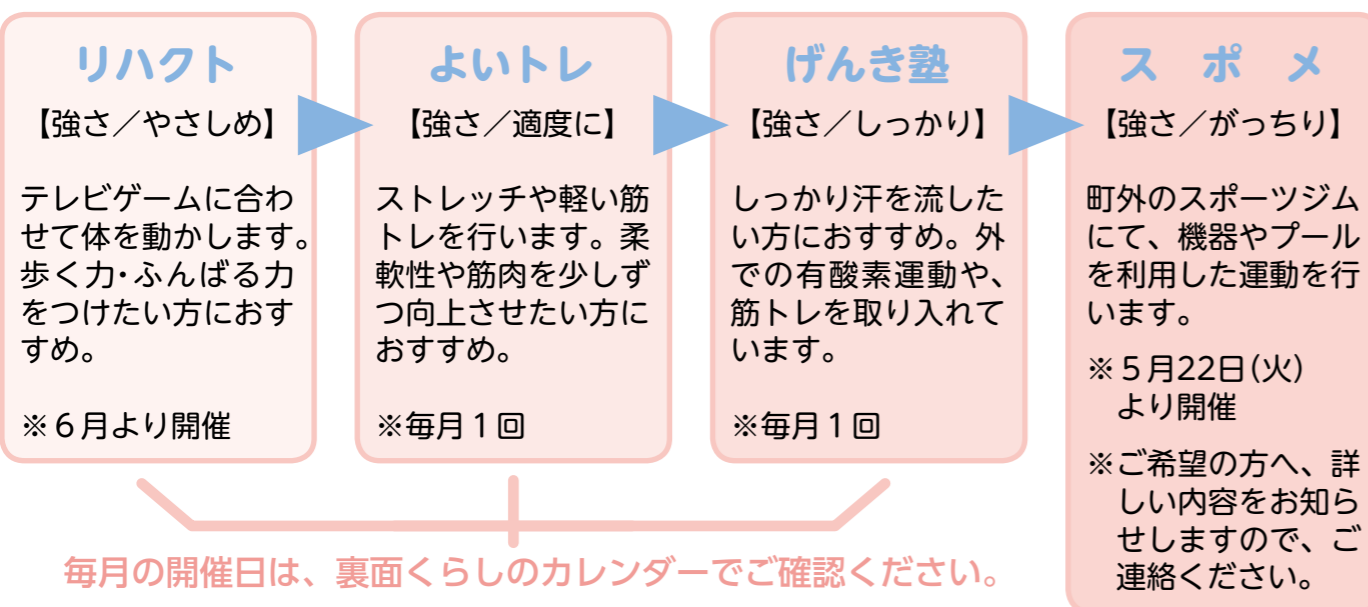 リハクト
【強さ／やさしめ】
テレビゲームに合わ
せて体を動かします。
歩く力・ふんばる力
をつけたい方におす
すめ。
※６月より開催
よいトレ
【強さ／適度に】
ストレッチや軽い筋
トレを行います。柔
軟性や筋肉を少しず
つ向上させたい方に
おすすめ。
※毎月１回
げんき塾
【強さ／しっかり】
しっかり汗を流した
い方におすすめ。外
での有酸素運動や、
筋トレを取り入れて
います。
※毎月１回
スポメ
【強さ／がっちり】
町外のスポーツジム
にて、機器やプール
を利用した運動を行
います。
※５月22日(火)
より開催
※ご希望の方へ、詳
しい内容をお知ら
せしますので、ご
連絡ください。
毎月の開催日は、裏面くらしのカレンダーでご確認ください。